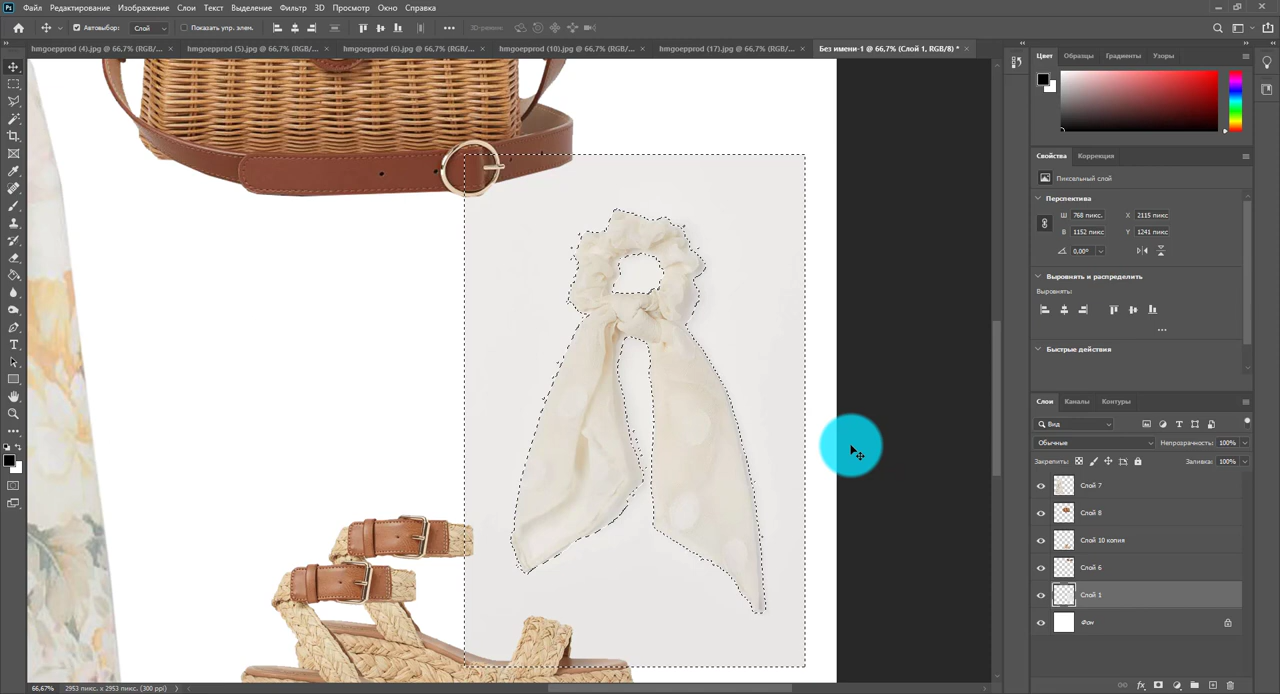 Файл Редактирование Изображение Слои Текст Выделение Фильтр 3D Просмотр Окно Справка
Автовыбор: Слой Показать упр. элем. 3D-режим:
hmgoepprod (4).jpg @ 66,7% (RGB/... × hmgoepprod (5).jpg @ 66,7% (RGB/... × hmgoepprod (6).jpg @ 66,7% (RGB/... × hmgoepprod (10).jpg @ 66,7% (RGB/... × hmgoepprod (17).jpg @ 66,7% (RGB/... × Без имени-1 @ 66,7% (Слой 1, RGB/8) * ×
Цвет Образцы Градиенты Узоры
Свойства Коррекция
Пиксельный слой
Перспектива
Ш 768 пикс. X 2115 пикс
В 1152 пикс Y 1241 пикс
0,00°
Выровнять и распределить
Выровнять:
Быстрые действия
Слои Каналы Контуры
Вид
Обычные Непрозрачность: 100%
Закрепить: Заливка: 100%
Слой 7
Слой 8
Слой 10 копия
Слой 6
Слой 1
Фон
66,67% 2953 пикс. x 2953 пикс. (300 ppi)